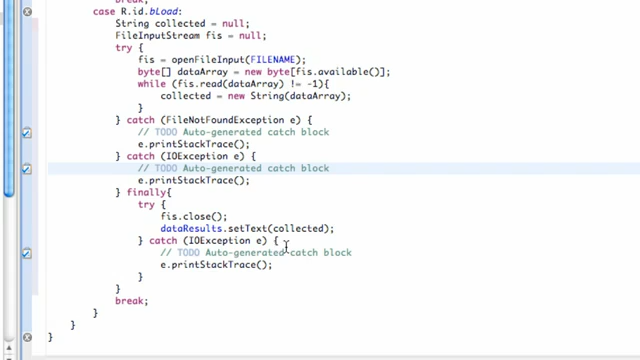 break;
case R.id.bLoad:
String collected = null;
FileInputStream fis = null;
try {
fis = openFileInput(FILENAME);
byte[] dataArray = new byte[fis.available()];
while (fis.read(dataArray) != -1){
collected = new String(dataArray);
}
} catch (FileNotFoundException e) {
// TODO Auto-generated catch block
e.printStackTrace();
} catch (IOException e) {
// TODO Auto-generated catch block
e.printStackTrace();
} finally{
try {
fis.close();
dataResults.setText(collected);
} catch (IOException e) {
// TODO Auto-generated catch block
e.printStackTrace();
}
}
break;
}
}
}